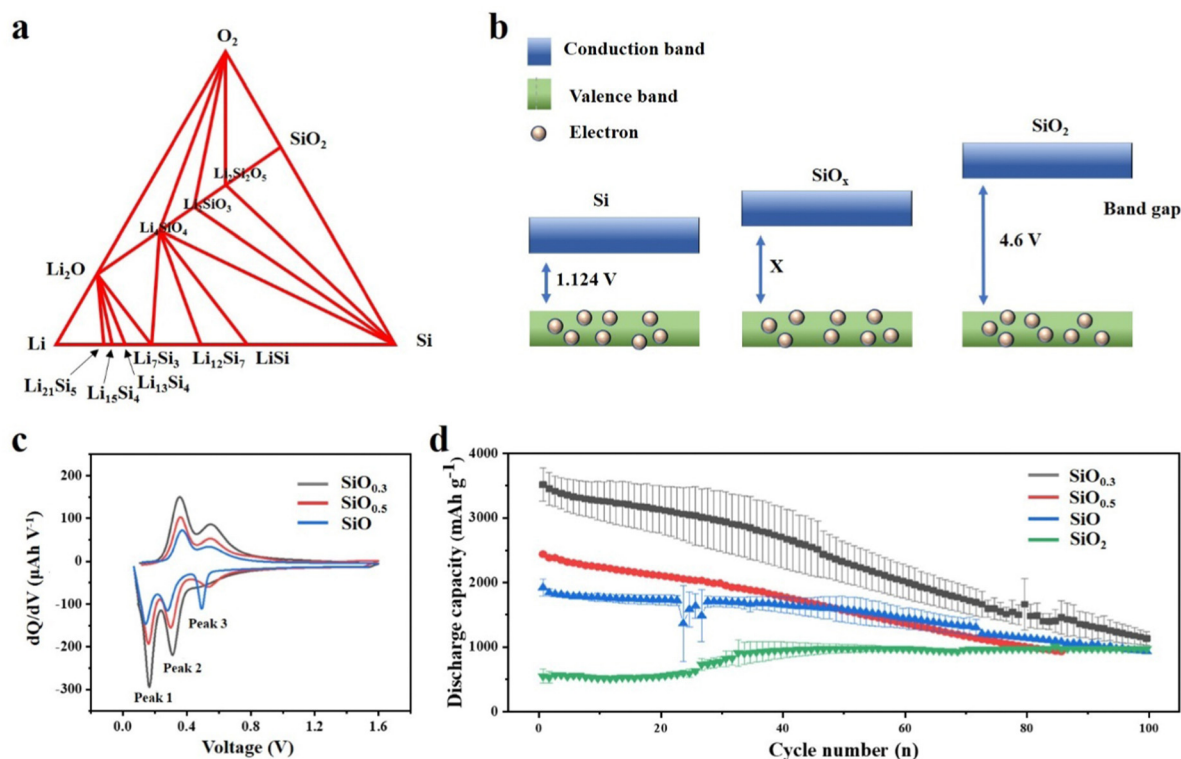 a
O₂
SiO₂
Li₂Si₂O₅
Li₂SiO₃
Li₄SiO₄
Li₂O
Li
Si
Li₇Si₃
Li₁₂Si₇
LiSi
Li₂₁Si₅
Li₁₅Si₄
Li₁₃Si₄
b
Conduction band
Valence band
Electron
Si
SiOₓ
SiO₂
1.124 V
X
4.6 V
Band gap
c
dQ/dV (μAh V⁻¹)
200
100
0
-100
-200
-300
SiO₀.₃
SiO₀.₅
SiO
Peak 1
Peak 2
Peak 3
0.0
0.4
0.8
1.2
1.6
Voltage (V)
d
Discharge capacity (mAh g⁻¹)
4000
3000
2000
1000
0
SiO₀.₃
SiO₀.₅
SiO
SiO₂
0
20
40
60
80
100
Cycle number (n)